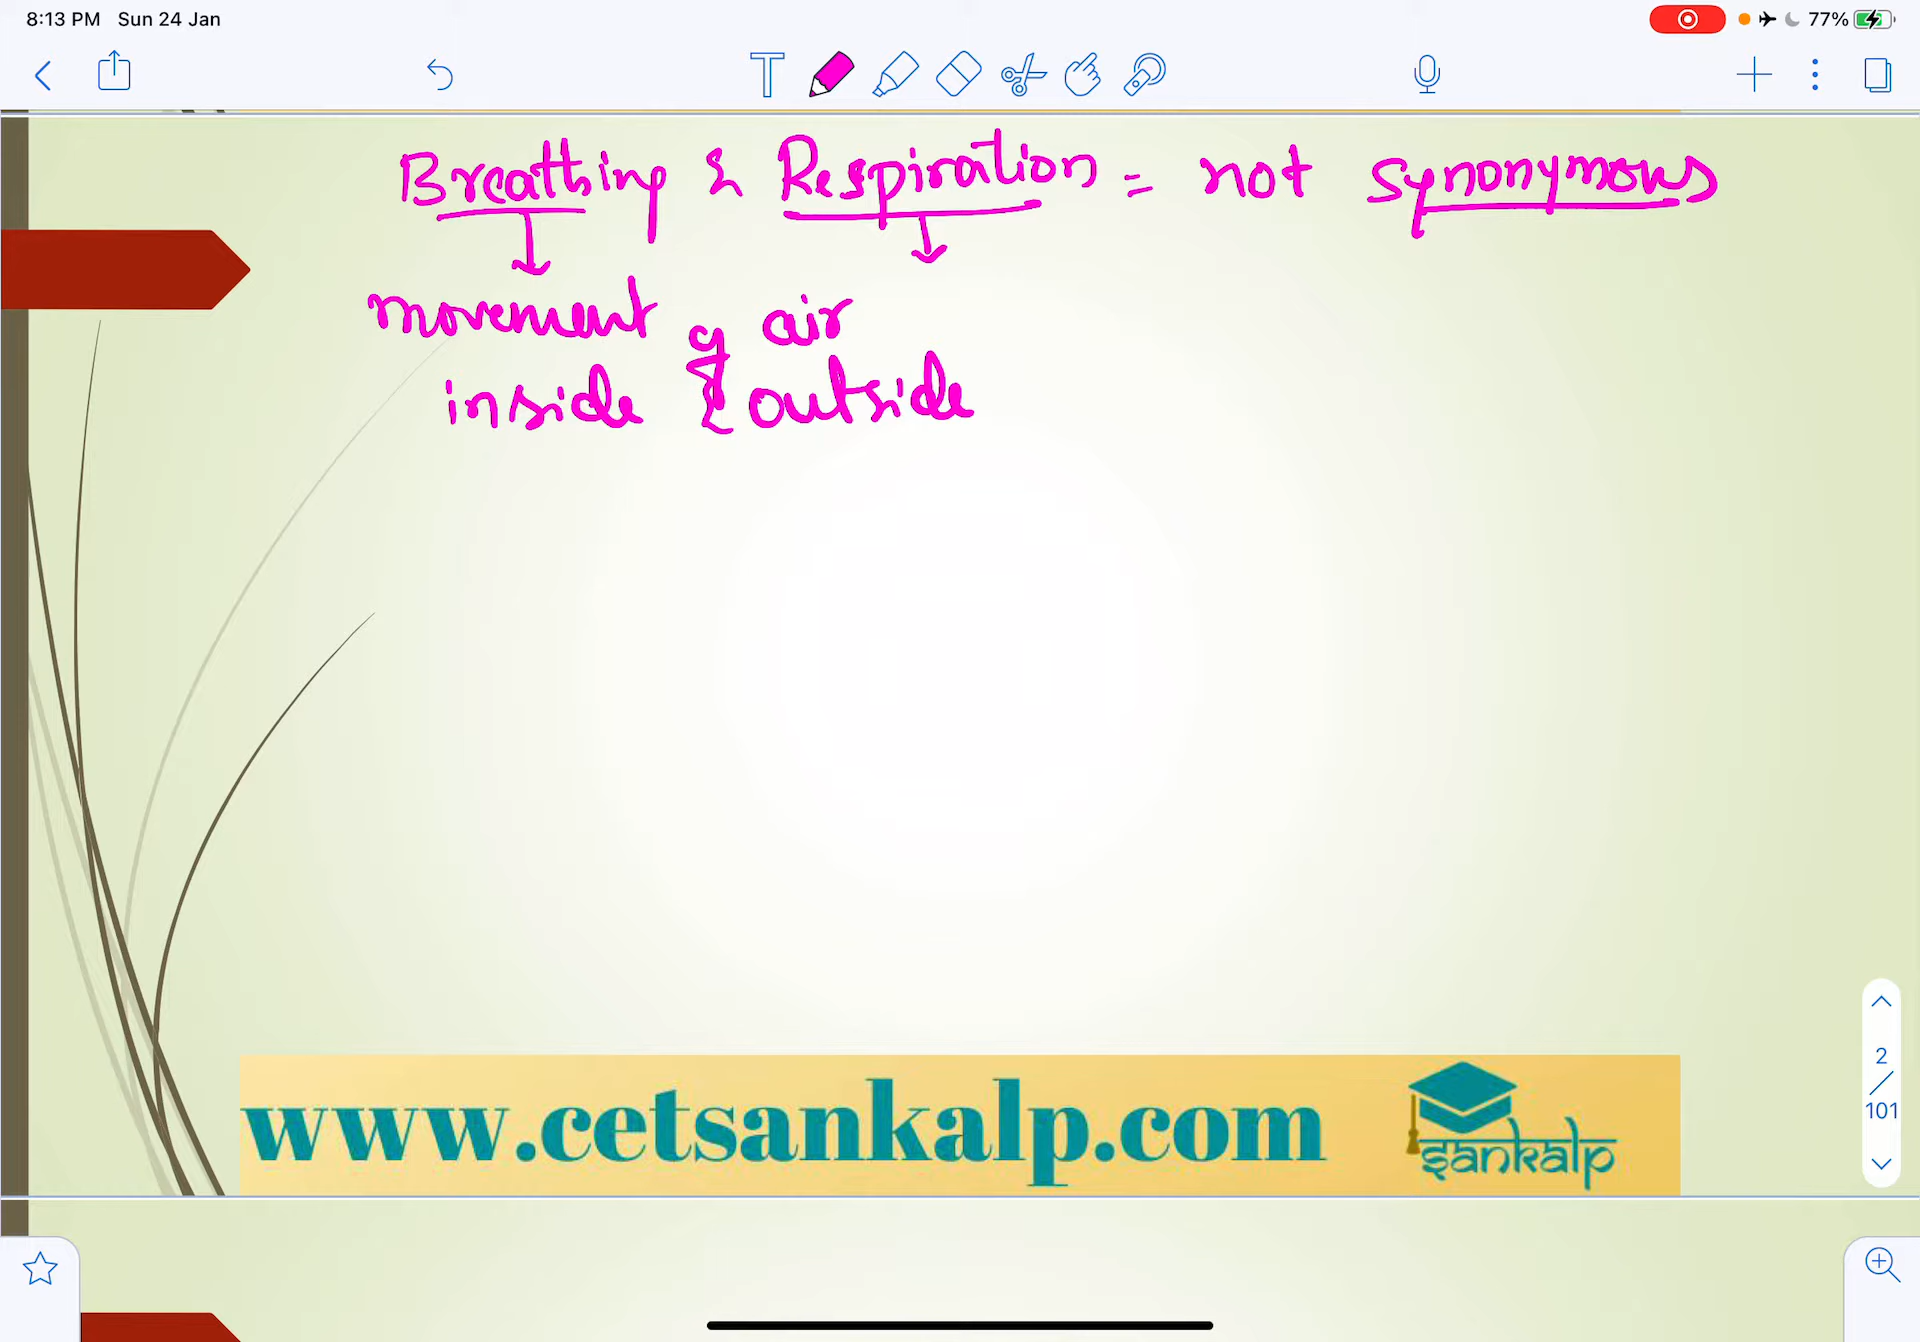 8:13 PM Sun 24 Jan
77%
T
Breathing & Respiration = not synonymous
movement of air
inside & outside
2
101
www.cetsankalp.com
sankalp